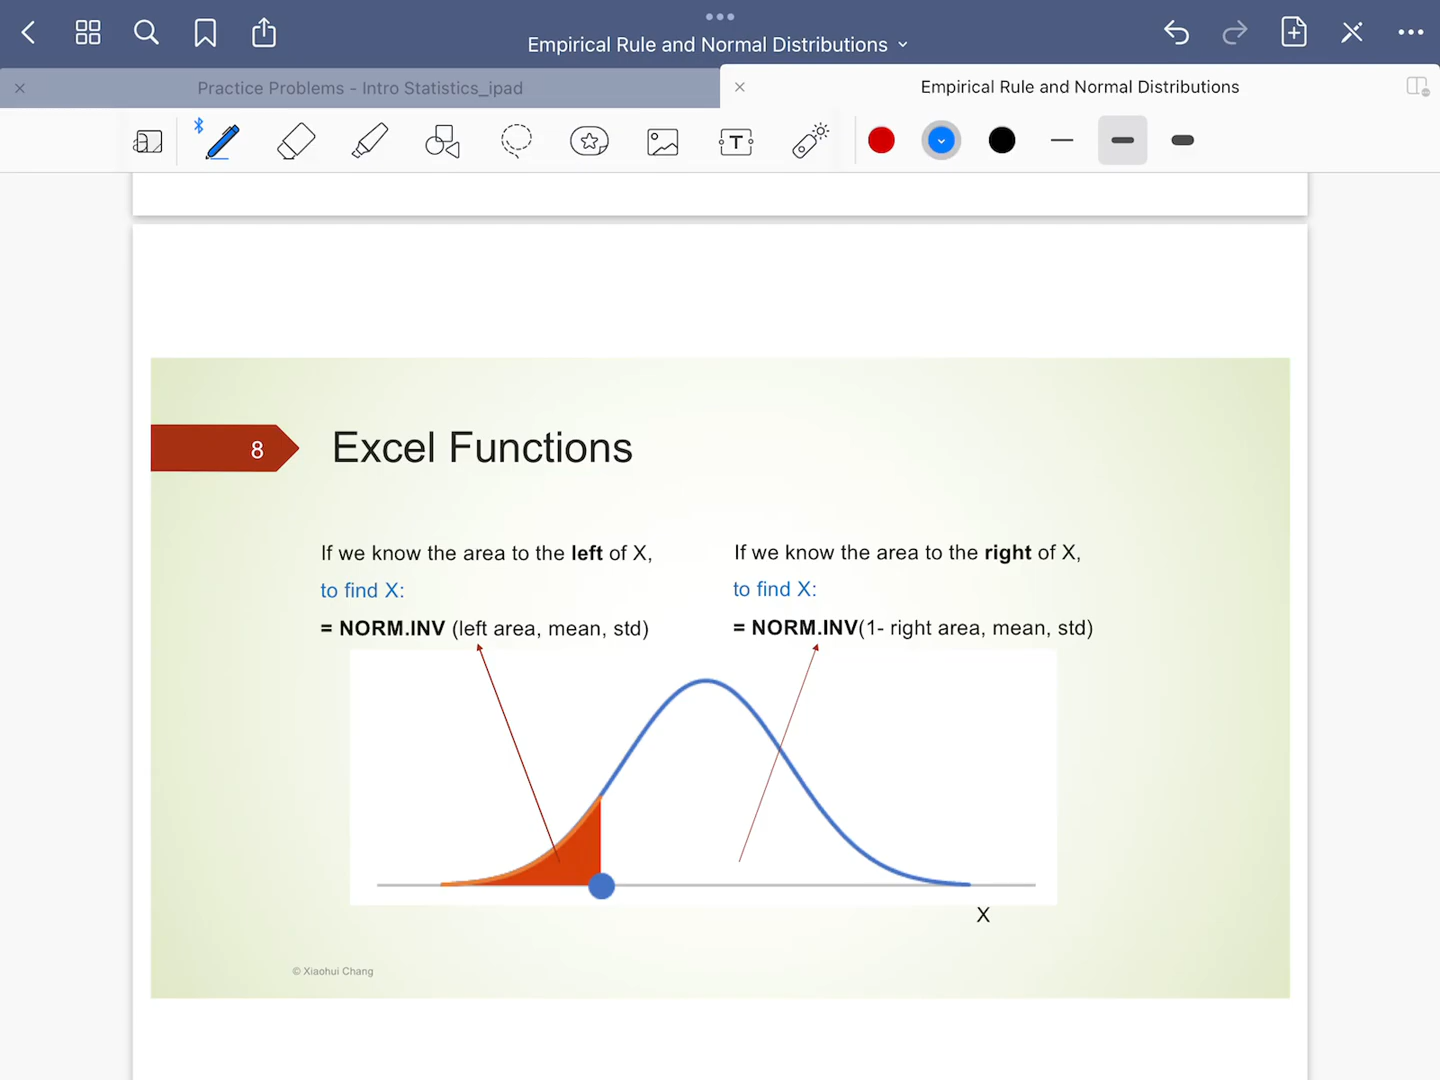 Empirical Rule and Normal Distributions
Practice Problems - Intro Statistics_ipad
Empirical Rule and Normal Distributions
a
T
8
Excel Functions
If we know the area to the left of X,
to find X:
= NORM.INV (left area, mean, std)
If we know the area to the right of X,
to find X:
= NORM.INV(1- right area, mean, std)
X
© Xiaohui Chang